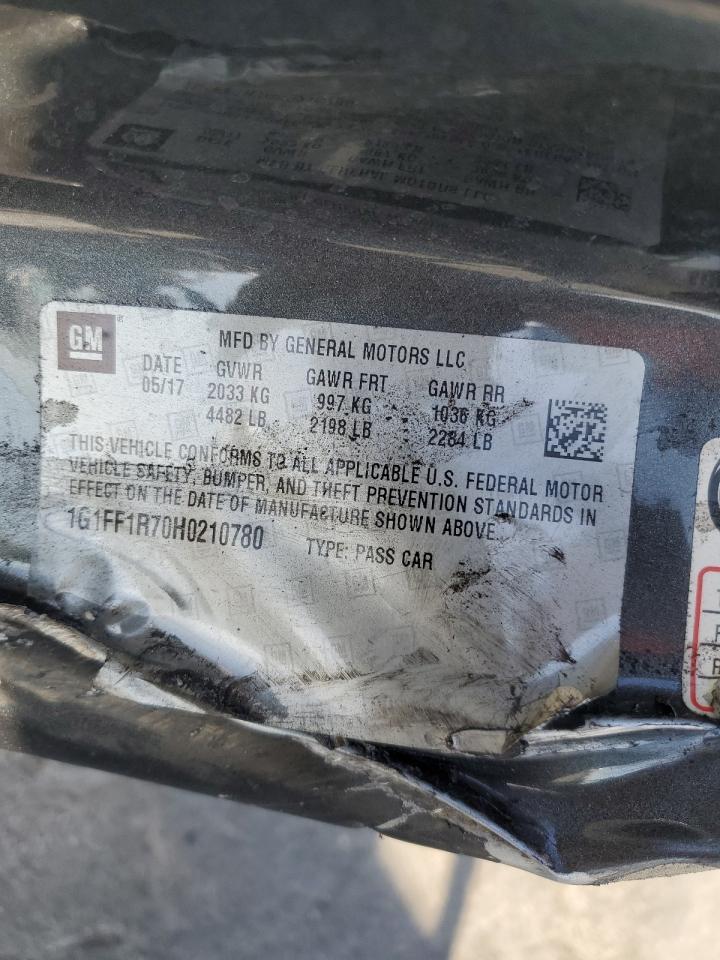 GM
MFD BY GENERAL MOTORS LLC
DATE GVWR GAWR FRT GAWR RR
05/17 2033 KG 997 KG 1036 KG
4482 LB 2198 LB 2284 LB
THIS VEHICLE CONFORMS TO ALL APPLICABLE U.S. FEDERAL MOTOR
VEHICLE SAFETY, BUMPER, AND THEFT PREVENTION STANDARDS IN
EFFECT ON THE DATE OF MANUFACTURE SHOWN ABOVE.
1G1FF1R70H0210780 TYPE: PASS CAR